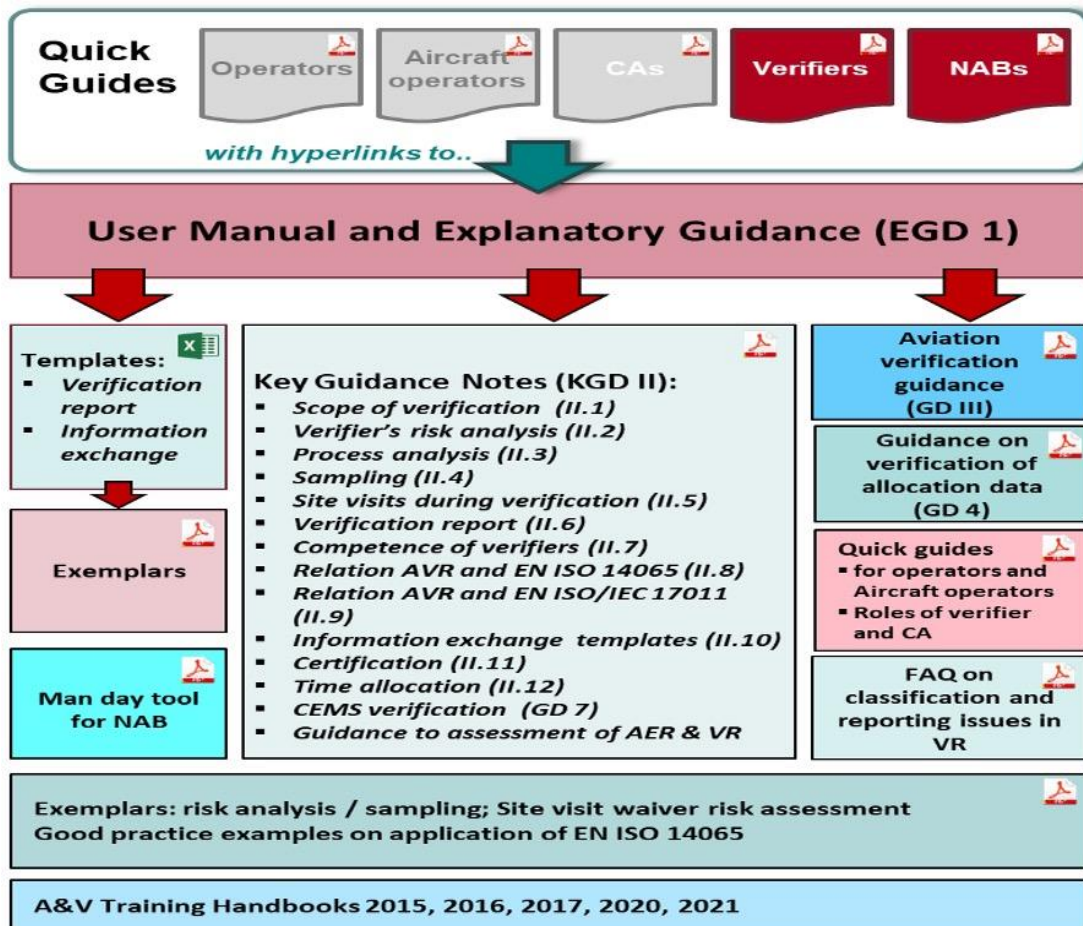 Quick
Guides
Operators
Aircraft
operators
CAs
Verifiers
NABs
with hyperlinks to..
User Manual and Explanatory Guidance (EGD 1)
Templates:
▪ Verification
report
▪ Information
exchange
Exemplars
Man day tool
for NAB
Key Guidance Notes (KGD II):
▪ Scope of verification (II.1)
▪ Verifier's risk analysis (II.2)
▪ Process analysis (II.3)
▪ Sampling (II.4)
▪ Site visits during verification (II.5)
▪ Verification report (II.6)
▪ Competence of verifiers (II.7)
▪ Relation AVR and EN ISO 14065 (II.8)
▪ Relation AVR and EN ISO/IEC 17011
(II.9)
▪ Information exchange templates (II.10)
▪ Certification (II.11)
▪ Time allocation (II.12)
▪ CEMS verification (GD 7)
▪ Guidance to assessment of AER & VR
Aviation
verification
guidance
(GD III)
Guidance on
verification of
allocation data
(GD 4)
Quick guides
▪ for operators and
Aircraft operators
▪ Roles of verifier
and CA
FAQ on
classification and
reporting issues in
VR
Exemplars: risk analysis / sampling; Site visit waiver risk assessment
Good practice examples on application of EN ISO 14065
A&V Training Handbooks 2015, 2016, 2017, 2020, 2021